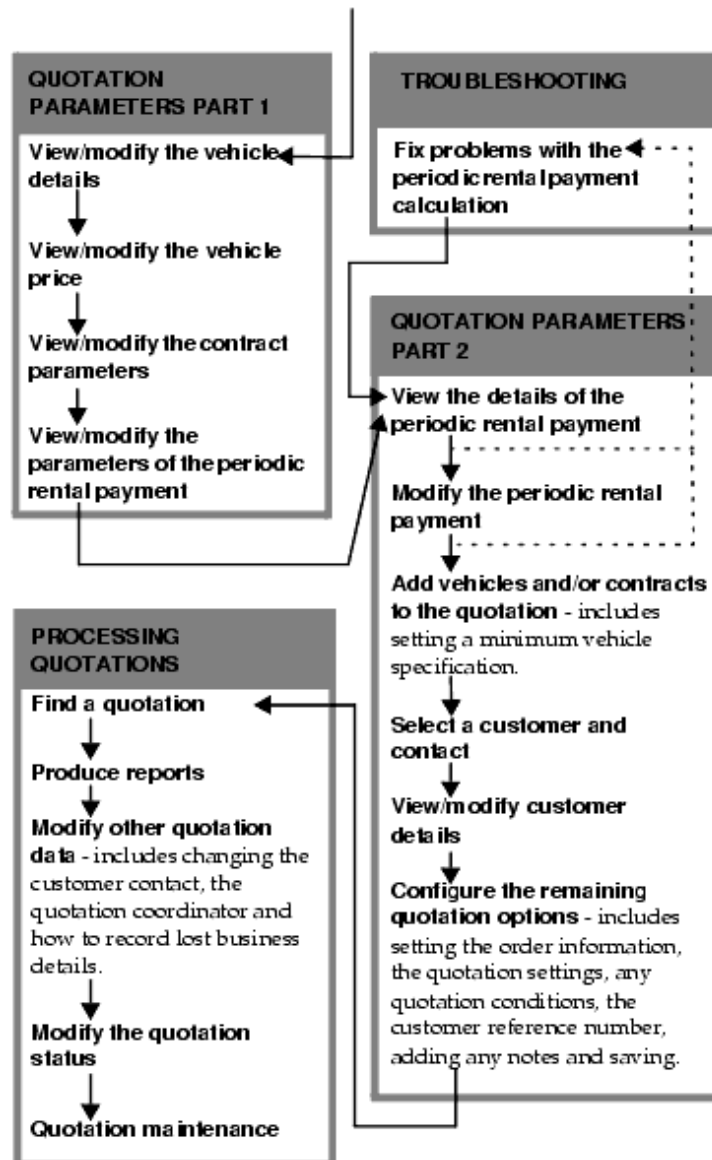 QUOTATION
PARAMETERS PART 1
View/modify the vehicle
details
View/modify the vehicle
price
View/modify the contract
parameters
View/modify the
parameters of the periodic
rental payment
TROUBLESHOOTING
Fix problems with the
periodic rental payment
calculation
QUOTATION PARAMETERS
PART 2
View the details of the
periodic rental payment
Modify the periodic rental
payment
Add vehicles and/or contracts
to the quotation - includes
setting a minimum vehicle
specification.
Select a customer and
contact
View/modify customer
details
Configure the remaining
quotation options - includes
setting the order information,
the quotation settings, any
quotation conditions, the
customer reference number,
adding any notes and saving.
PROCESSING
QUOTATIONS
Find a quotation
Produce reports
Modify other quotation
data - includes changing the
customer contact, the
quotation coordinator and
how to record lost business
details.
Modify the quotation
status
Quotation maintenance